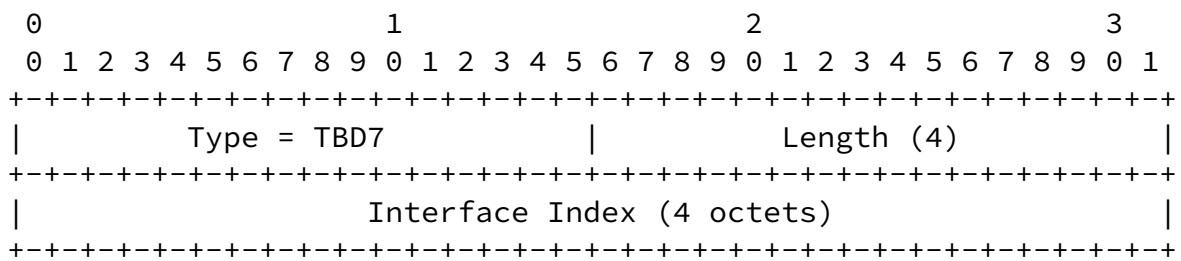 0                   1                   2                   3
 0 1 2 3 4 5 6 7 8 9 0 1 2 3 4 5 6 7 8 9 0 1 2 3 4 5 6 7 8 9 0 1
+-+-+-+-+-+-+-+-+-+-+-+-+-+-+-+-+-+-+-+-+-+-+-+-+-+-+-+-+-+-+-+-+
|         Type = TBD7           |          Length (4)           |
+-+-+-+-+-+-+-+-+-+-+-+-+-+-+-+-+-+-+-+-+-+-+-+-+-+-+-+-+-+-+-+-+
|                   Interface Index (4 octets)                  |
+-+-+-+-+-+-+-+-+-+-+-+-+-+-+-+-+-+-+-+-+-+-+-+-+-+-+-+-+-+-+-+-+